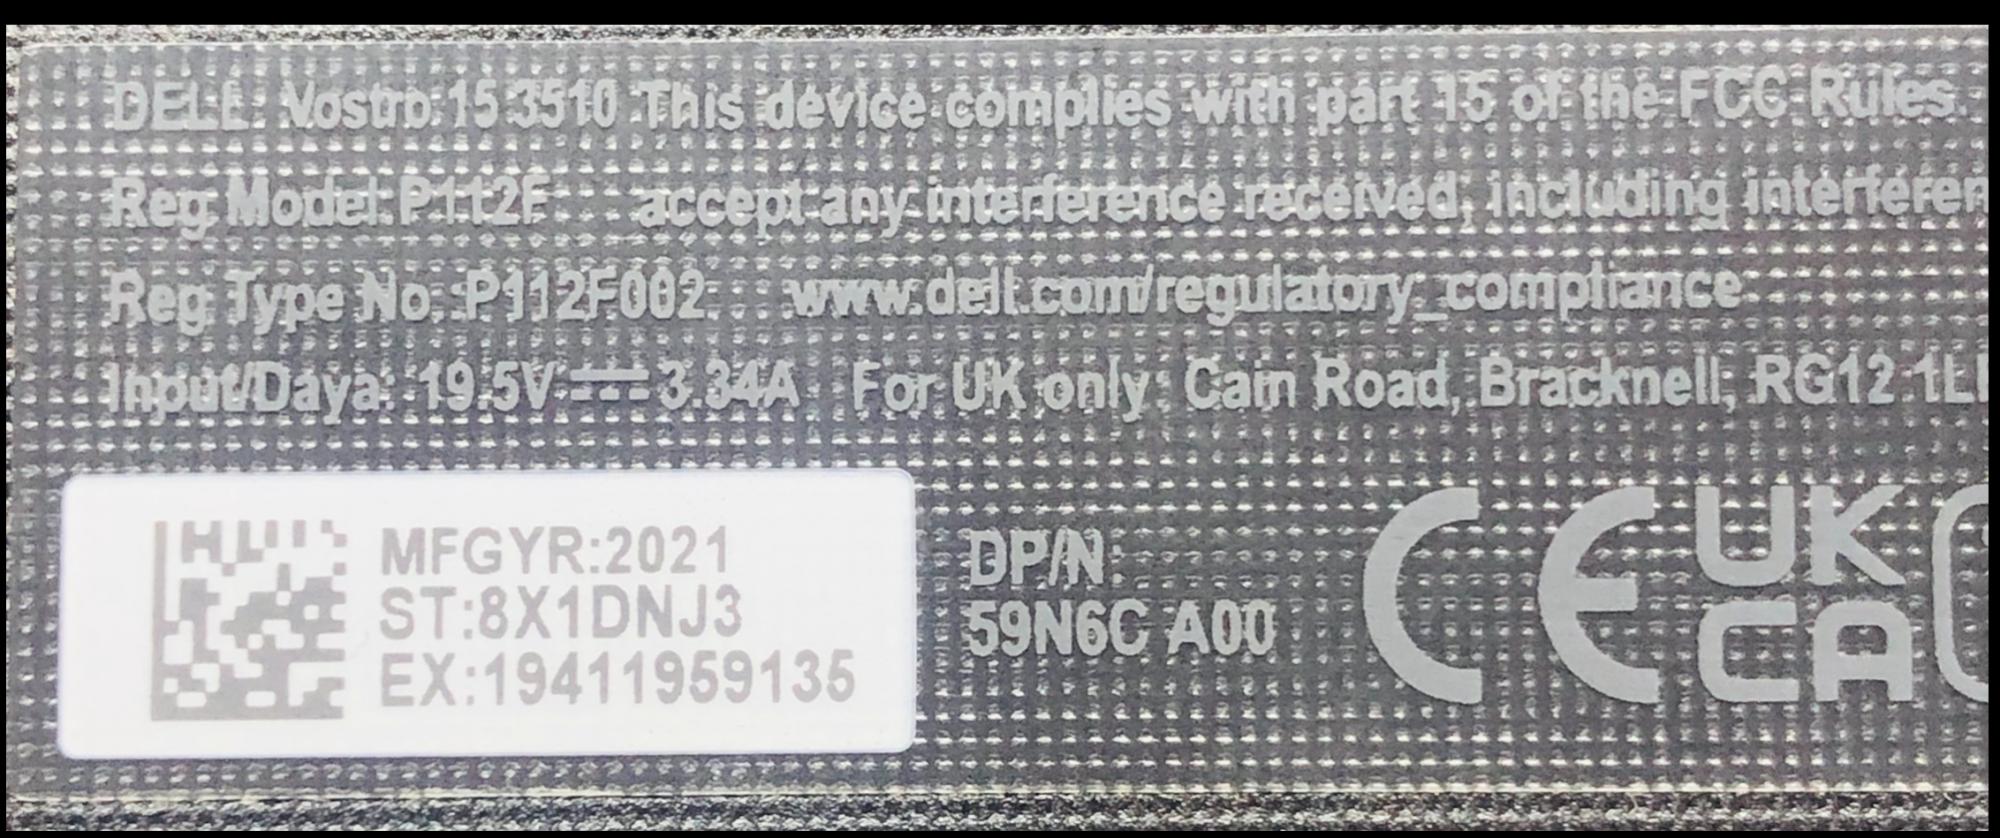 DELL Vostro 15 3510 This device complies with part 15 of the FCC Rules.
Reg Model: P112F accept any interference received, including interferen
Reg Type No.: P112F002 www.dell.com/regulatory_compliance
Input/Daya: 19.5V⎓3.34A For UK only: Cain Road, Bracknell, RG12 1L
MFGYR:2021
ST:8X1DNJ3
EX:19411959135
DP/N:
59N6C A00
CE UK
CA